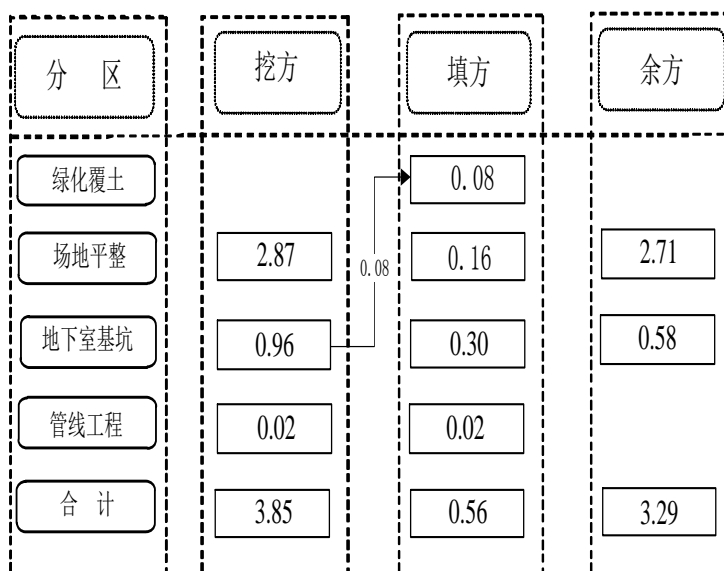 分 区 挖方 填方 余方
绿化覆土 0.08
场地平整 2.87 0.16 2.71
0.08
地下室基坑 0.96 0.30 0.58
管线工程 0.02 0.02
合 计 3.85 0.56 3.29